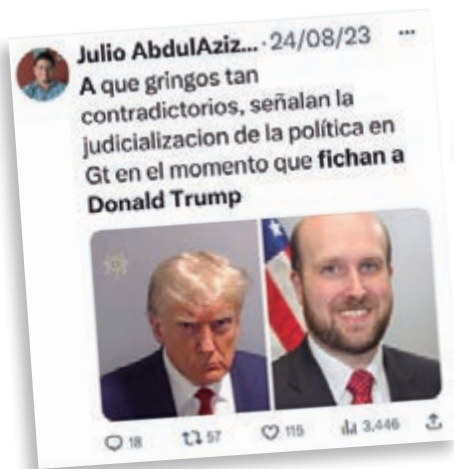 Julio AbdulAziz... · 24/08/23 ...
A que gringos tan
contradictorios, señalan la
judicializacion de la política en
Gt en el momento que fichan a
Donald Trump
18 57 115 3,446